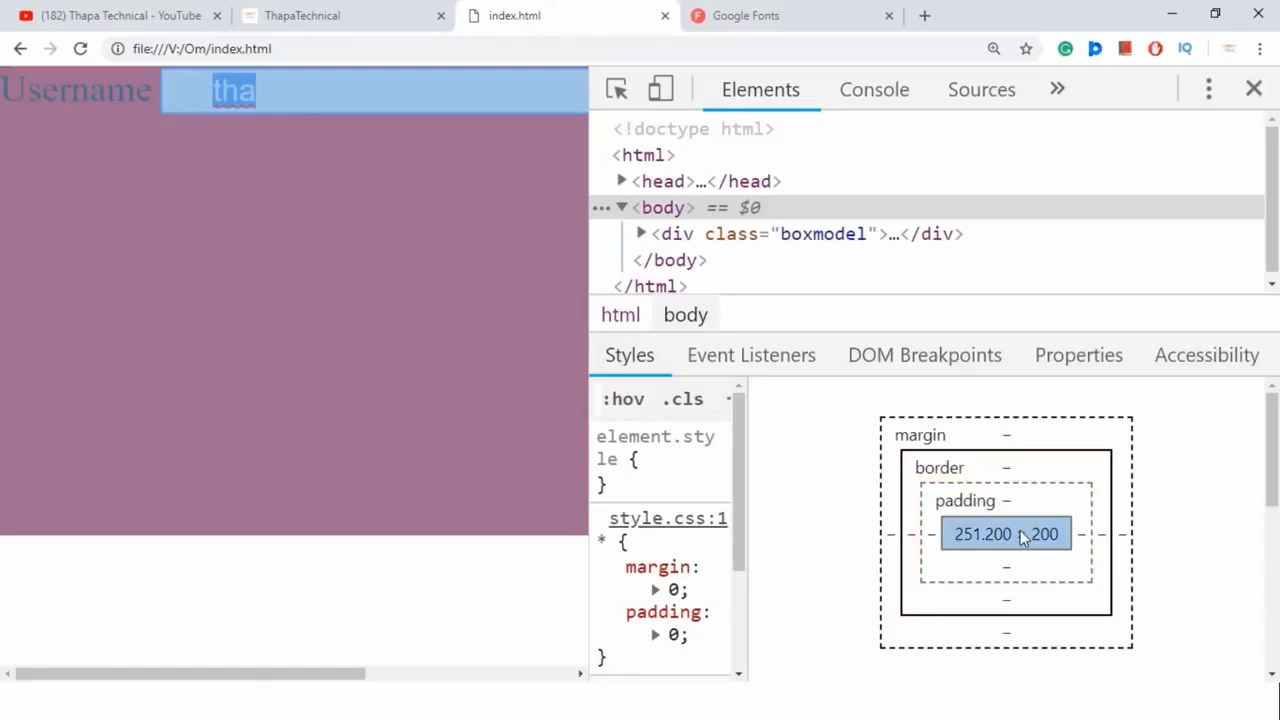 (182) Thapa Technical - YouTube
ThapaTechnical
index.html
Google Fonts
file:///V:/Om/index.html
Username tha
Elements
Console
Sources
<!doctype html>
<html>
<head>…</head>
<body> == $0
<div class="boxmodel">…</div>
</body>
</html>
html
body
Styles
Event Listeners
DOM Breakpoints
Properties
Accessibility
:hov .cls
element.sty
le {
}
style.css:1
* {
margin:
0;
padding:
0;
}
margin –
border –
padding –
– – – 251.200 × 200 – – –
–
–
–